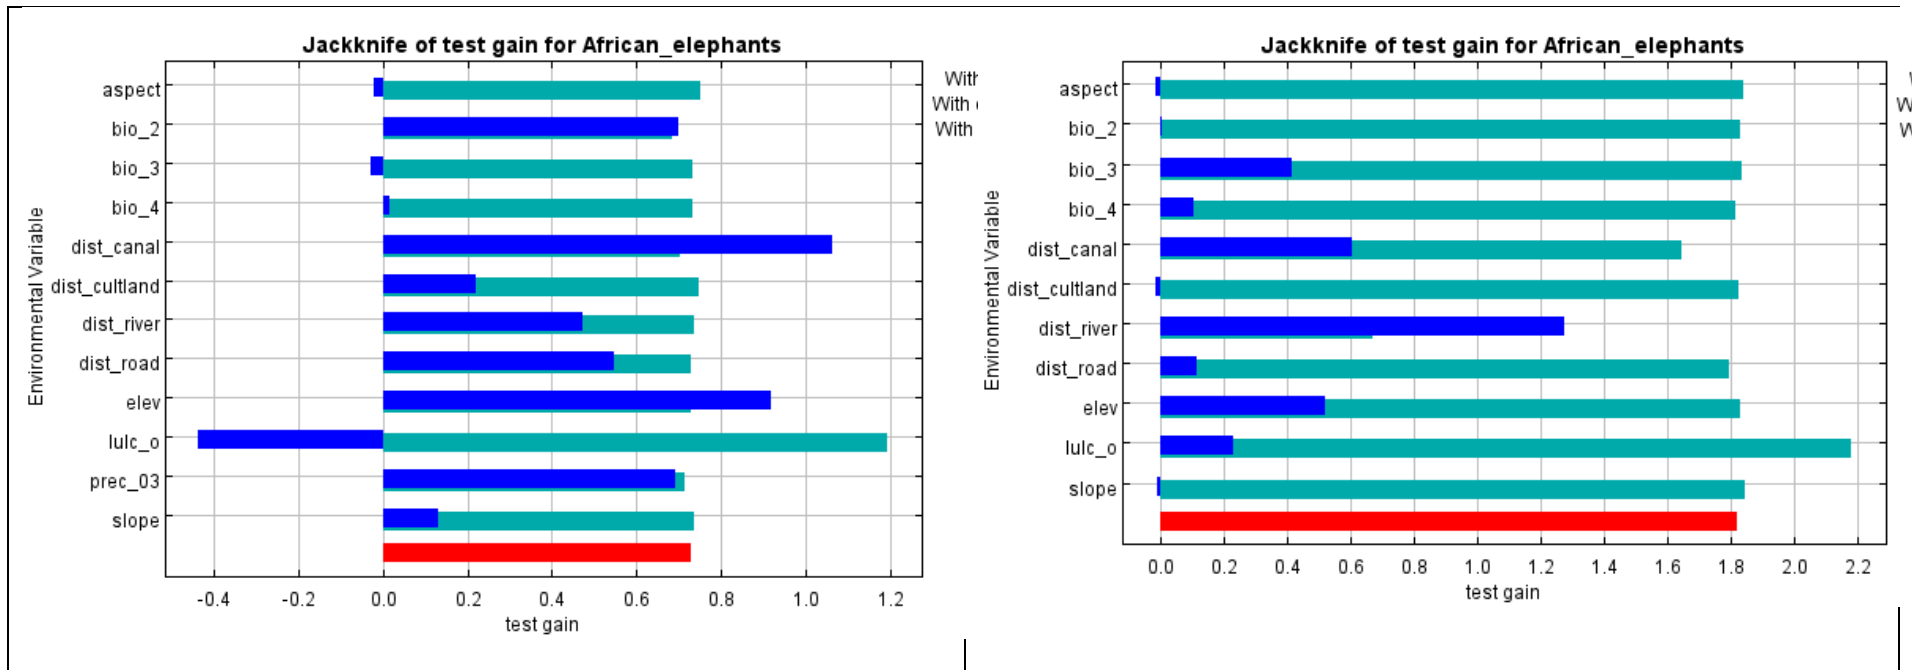 Jackknife of test gain for African_elephants
With
With
With
Environmental Variable
aspect
bio_2
bio_3
bio_4
dist_canal
dist_cultland
dist_river
dist_road
elev
lulc_o
prec_03
slope
-0.4 -0.2 0.0 0.2 0.4 0.6 0.8 1.0 1.2
test gain
Jackknife of test gain for African_elephants
Environmental Variable
aspect
bio_2
bio_3
bio_4
dist_canal
dist_cultland
dist_river
dist_road
elev
lulc_o
slope
0.0 0.2 0.4 0.6 0.8 1.0 1.2 1.4 1.6 1.8 2.0 2.2
test gain